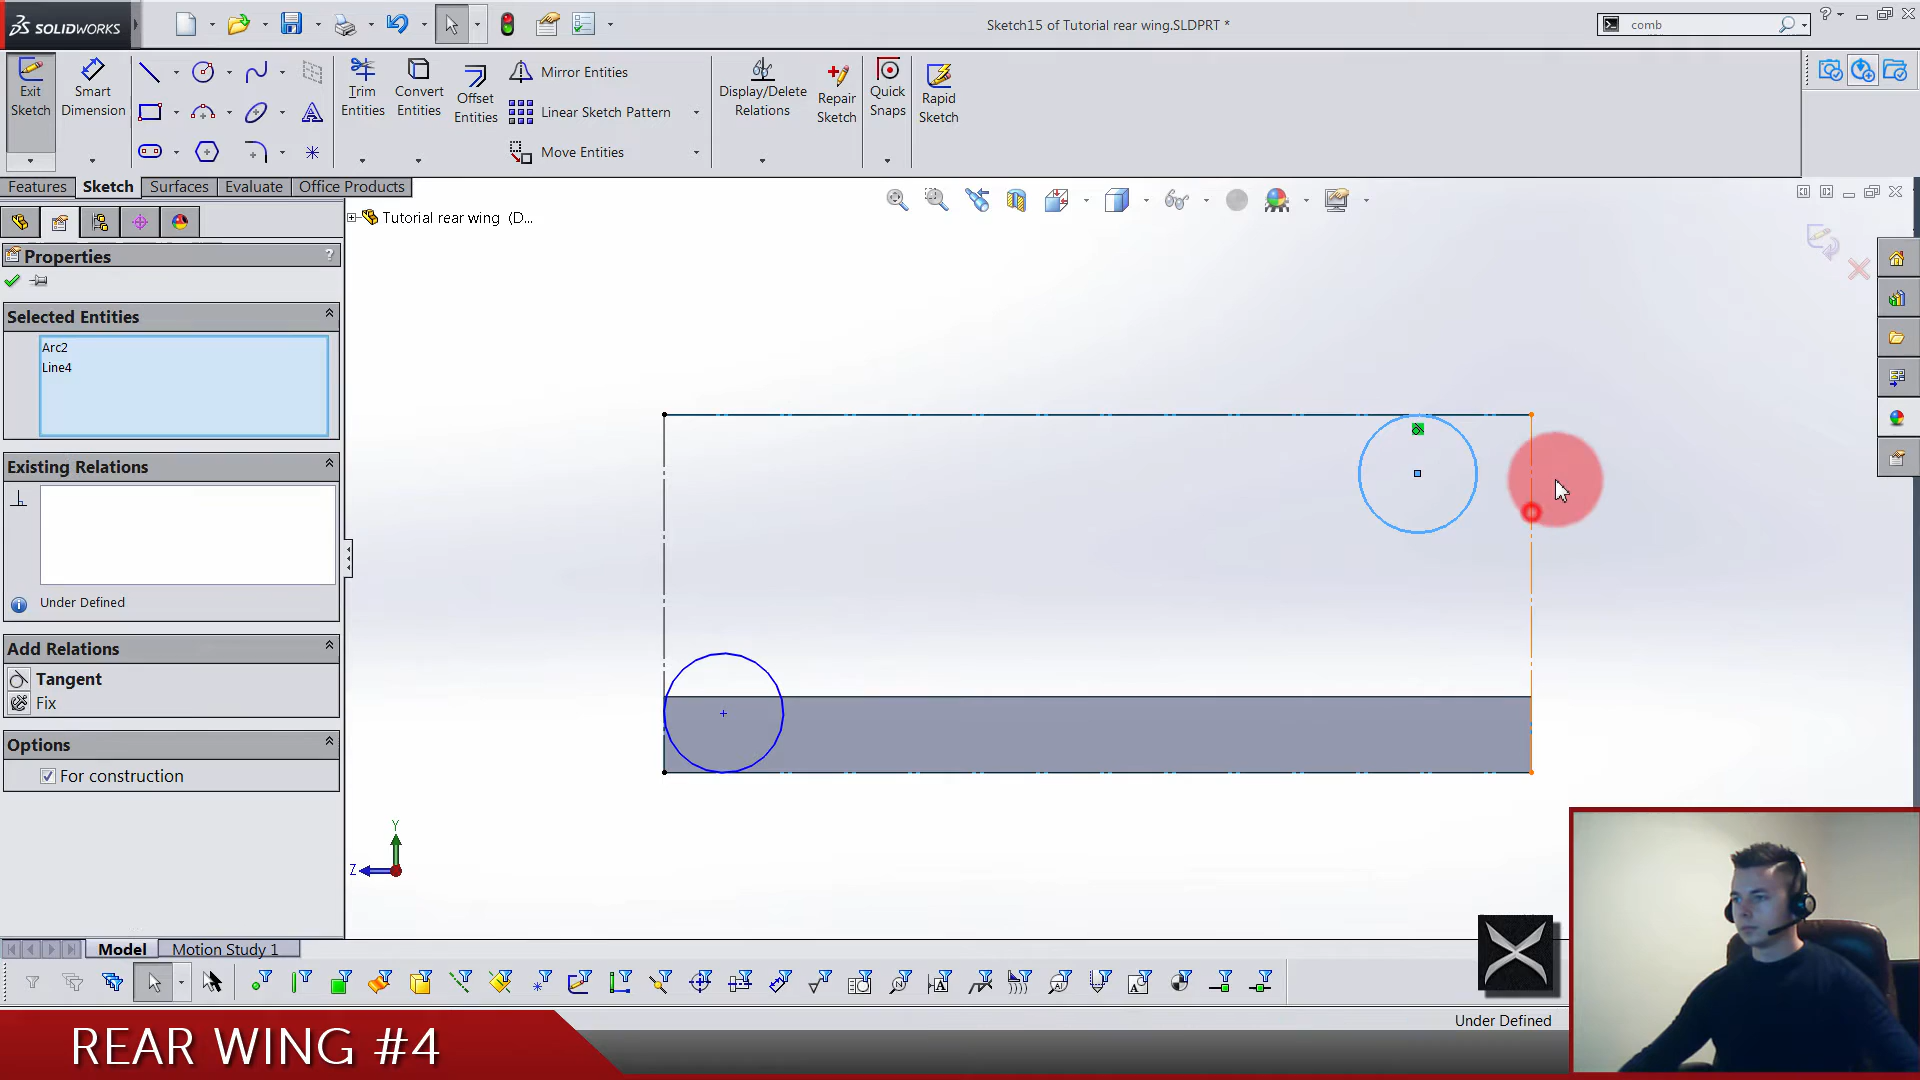 SOLIDWORKS
Sketch15 of Tutorial rear wing.SLDPRT *
comb
Exit Sketch
Smart Dimension
Trim Entities
Convert Entities
Offset Entities
Mirror Entities
Linear Sketch Pattern
Move Entities
Display/Delete Relations
Repair Sketch
Quick Snaps
Rapid Sketch
Features
Sketch
Surfaces
Evaluate
Office Products
Tutorial rear wing (D...
Properties
?
Selected Entities
Arc2
Line4
Existing Relations
Under Defined
Add Relations
Tangent
Fix
Options
For construction
Y
Z
Model
Motion Study 1
Under Defined
REAR WING #4